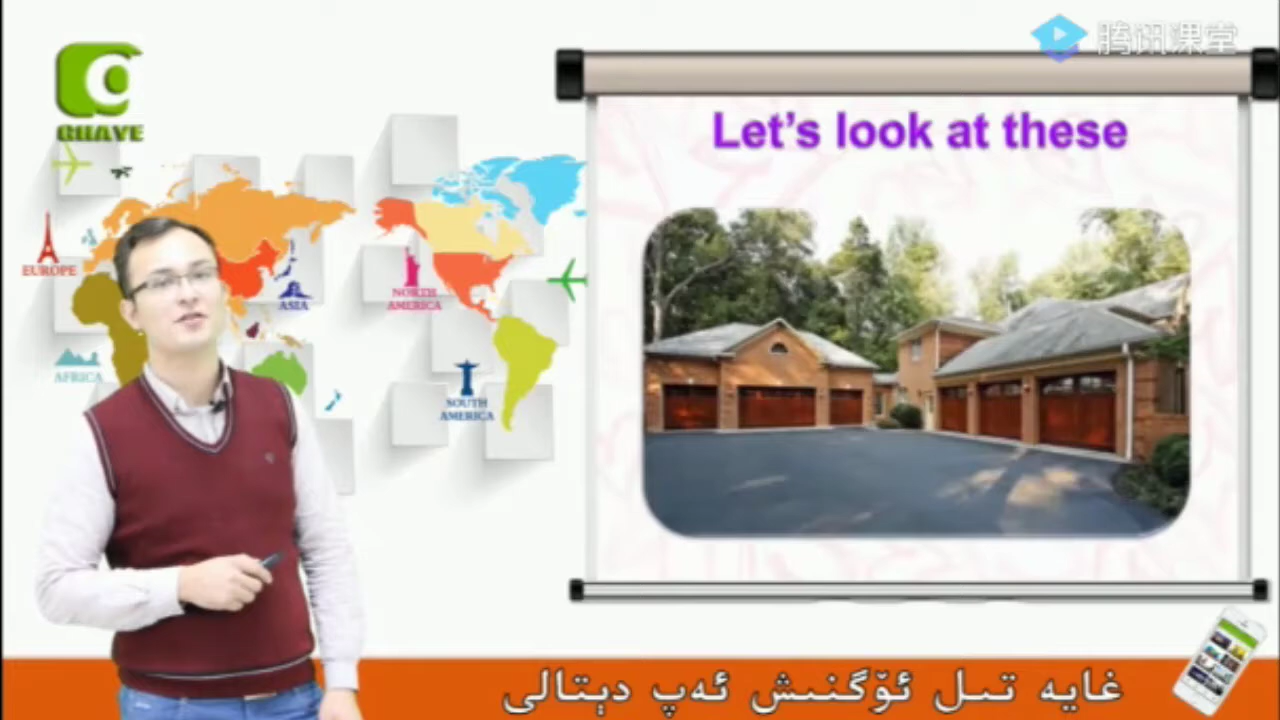 腾讯课堂
GHAYE
Let's look at these
EUROPE
ASIA
NORTH
AMERICA
AFRICA
SOUTH
AMERICA
غايە تىل ئۆگىنىش ئەپ دېتالى